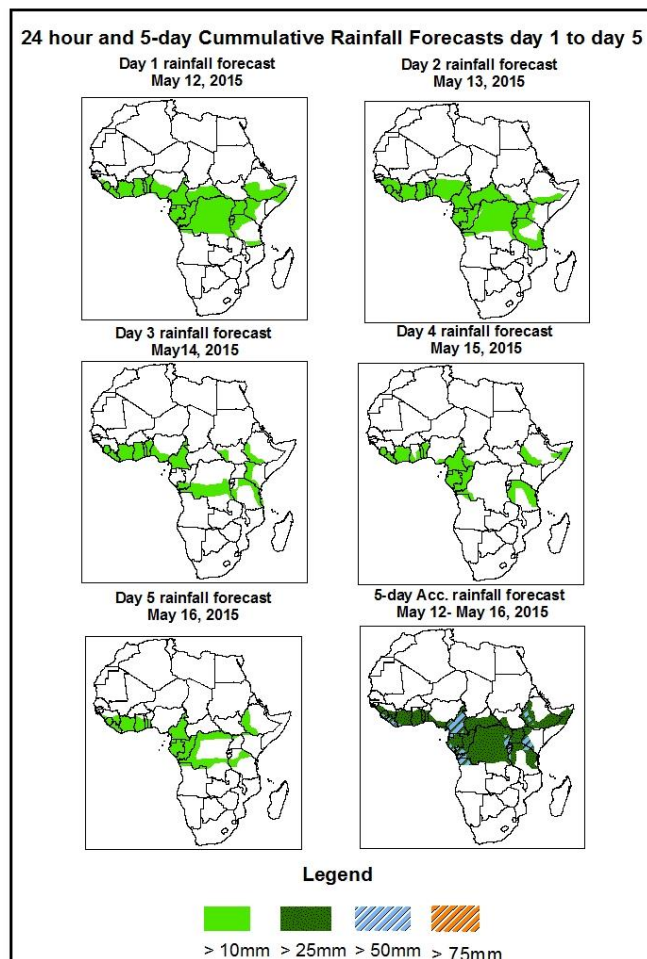 24 hour and 5-day Cummulative Rainfall Forecasts day 1 to day 5
Day 1 rainfall forecast
May 12, 2015
Day 2 rainfall forecast
May 13, 2015
Day 3 rainfall forecast
May14, 2015
Day 4 rainfall forecast
May 15, 2015
Day 5 rainfall forecast
May 16, 2015
5-day Acc. rainfall forecast
May 12- May 16, 2015
Legend
> 10mm > 25mm > 50mm > 75mm